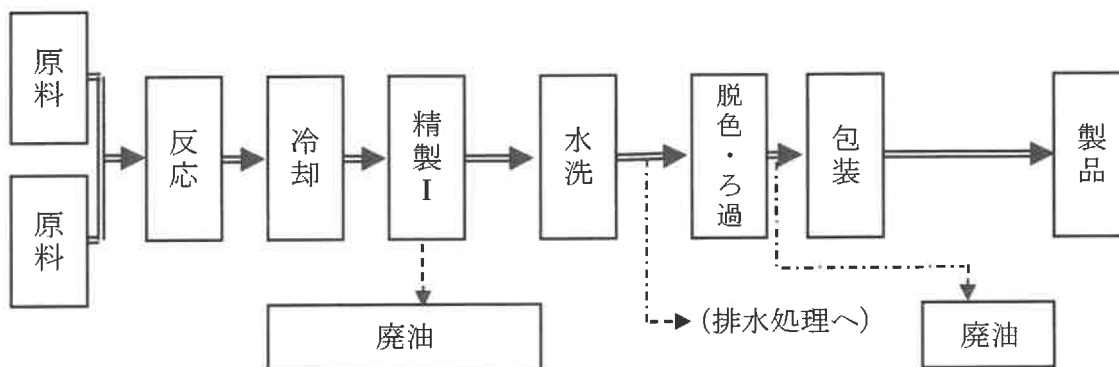 原料
原料
反応
冷却
精製Ⅰ
水洗
脱色・ろ過
包装
製品
廃油
(排水処理へ)
廃油